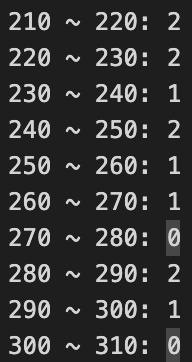 210 ~ 220: 2
220 ~ 230: 2
230 ~ 240: 1
240 ~ 250: 2
250 ~ 260: 1
260 ~ 270: 1
270 ~ 280: 0
280 ~ 290: 2
290 ~ 300: 1
300 ~ 310: 0